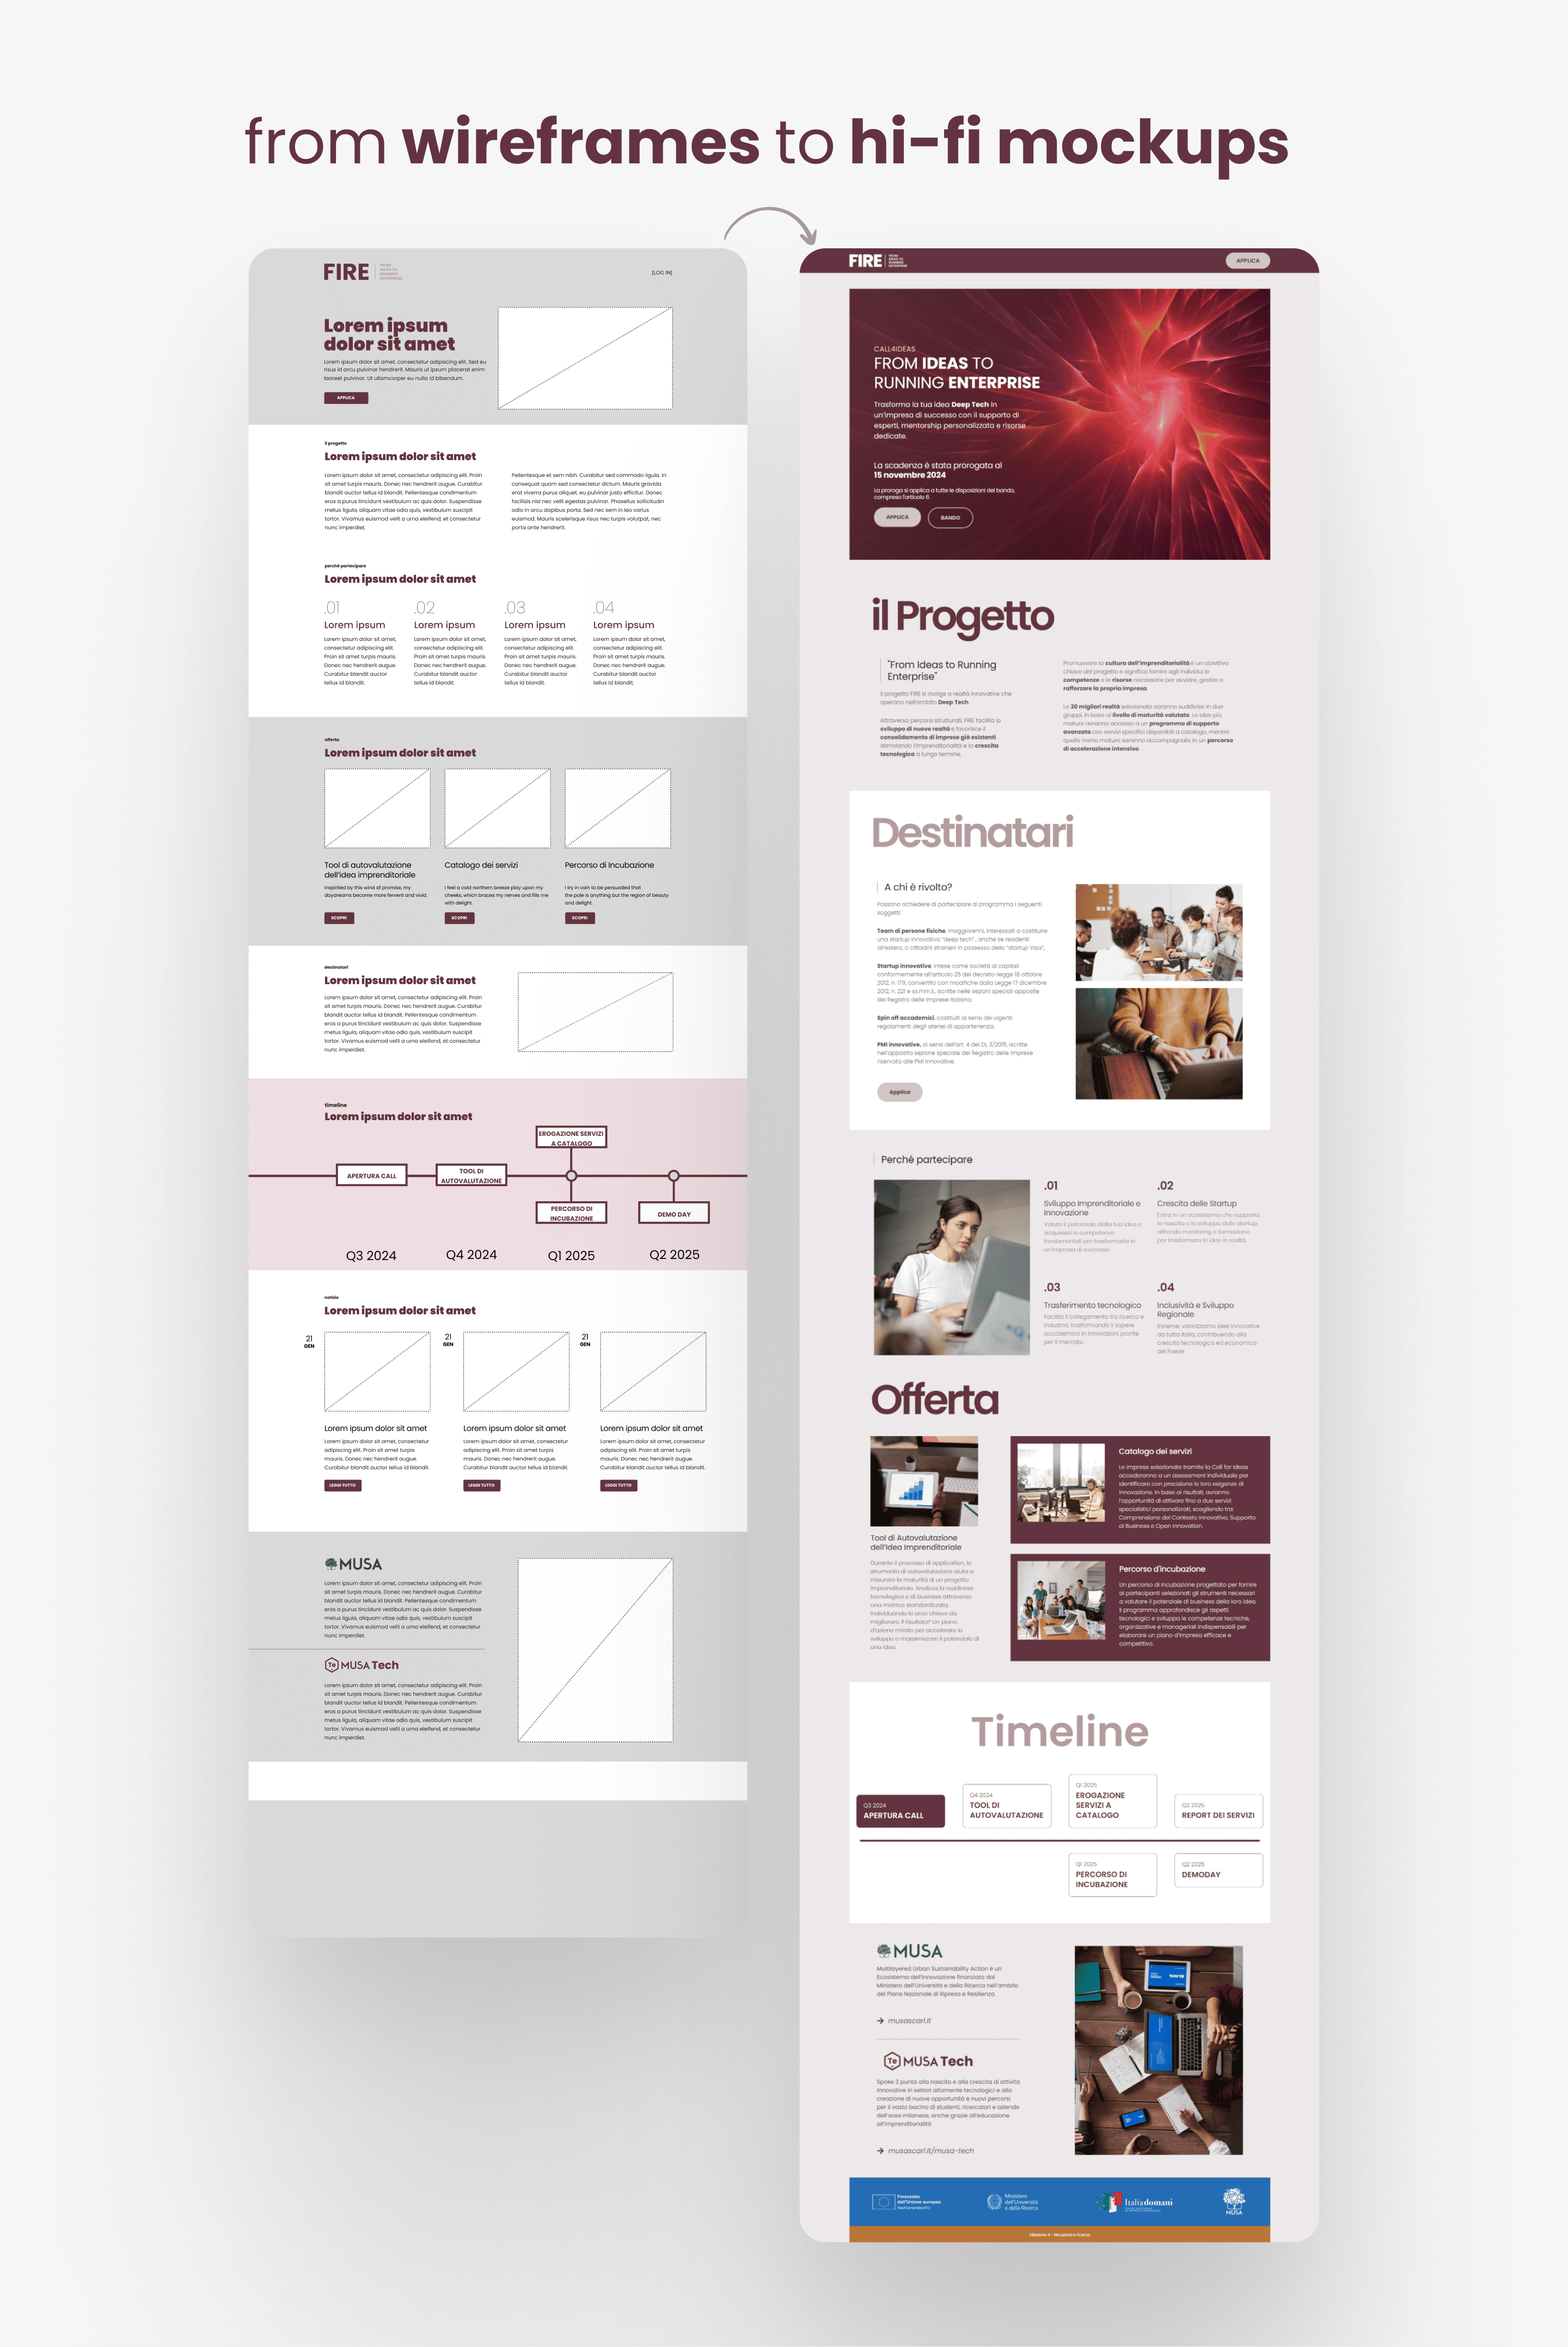 from wireframes to hi-fi mockups
FIRE
FROM
IDEAS TO
RUNNING
ENTERPRISE
[LOG IN]
Lorem ipsum
dolor sit amet
Lorem ipsum dolor sit amet, consectetur adipiscing elit. Sed eu
risus id arcu pulvinar hendrerit. Mauris ut ipsum placerat enim
laoreet pulvinar. Ut ullamcorper eu nulla id bibendum.
APPLICA
il progetto
Lorem ipsum dolor sit amet
Lorem ipsum dolor sit amet, consectetur adipiscing elit. Proin
sit amet turpis mauris. Donec nec hendrerit augue. Curabitur
blandit auctor tellus id blandit. Pellentesque condimentum
eros a purus tincidunt vestibulum ac quis dolor. Suspendisse
metus ligula, aliquam vitae odio quis, vestibulum suscipit
tortor. Vivamus euismod velit a urna eleifend, et consectetur
nunc imperdiet.
Pellentesque et sem nibh. Curabitur sed commodo ligula. In
consequat quam sed consectetur dictum. Mauris gravida
erat viverra purus aliquet, eu pulvinar justo efficitur. Donec
facilisis nisl nec velit egestas pulvinar. Phasellus sollicitudin
odio in arcu dapibus porta. Sed nec sem in leo varius
euismod. Mauris scelerisque risus nec turpis volutpat, nec
porta ante hendrerit.
perché partecipare
Lorem ipsum dolor sit amet
.01
Lorem ipsum
Lorem ipsum dolor sit amet,
consectetur adipiscing elit.
Proin sit amet turpis mauris.
Donec nec hendrerit augue.
Curabitur blandit auctor
tellus id blandit.
.02
Lorem ipsum
Lorem ipsum dolor sit amet,
consectetur adipiscing elit.
Proin sit amet turpis mauris.
Donec nec hendrerit augue.
Curabitur blandit auctor
tellus id blandit.
.03
Lorem ipsum
Lorem ipsum dolor sit amet,
consectetur adipiscing elit.
Proin sit amet turpis mauris.
Donec nec hendrerit augue.
Curabitur blandit auctor
tellus id blandit.
.04
Lorem ipsum
Lorem ipsum dolor sit amet,
consectetur adipiscing elit.
Proin sit amet turpis mauris.
Donec nec hendrerit augue.
Curabitur blandit auctor
tellus id blandit.
offerta
Lorem ipsum dolor sit amet
Tool di autovalutazione
dell'idea imprenditoriale
Inspirited by this wind of promise, my
daydreams become more fervent and vivid.
SCOPRI
Catalogo dei servizi
I feel a cold northern breeze play upon my
cheeks, which braces my nerves and fills me
with delight.
SCOPRI
Percorso di Incubazione
I try in vain to be persuaded that
the pole is anything but the region of beauty
and delight.
SCOPRI
destinatari
Lorem ipsum dolor sit amet
Lorem ipsum dolor sit amet, consectetur adipiscing elit. Proin
sit amet turpis mauris. Donec nec hendrerit augue. Curabitur
blandit auctor tellus id blandit. Pellentesque condimentum
eros a purus tincidunt vestibulum ac quis dolor. Suspendisse
metus ligula, aliquam vitae odio quis, vestibulum suscipit
tortor. Vivamus euismod velit a urna eleifend, et consectetur
nunc imperdiet.
timeline
Lorem ipsum dolor sit amet
EROGAZIONE SERVIZI
A CATALOGO
APERTURA CALL
TOOL DI
AUTOVALUTAZIONE
PERCORSO DI
INCUBAZIONE
DEMO DAY
Q3 2024
Q4 2024
Q1 2025
Q2 2025
notizie
Lorem ipsum dolor sit amet
21
GEN
Lorem ipsum dolor sit amet
Lorem ipsum dolor sit amet, consectetur
adipiscing elit. Proin sit amet turpis
mauris. Donec nec hendrerit augue.
Curabitur blandit auctor tellus id blandit.
LEGGI TUTTO
21
GEN
Lorem ipsum dolor sit amet
Lorem ipsum dolor sit amet, consectetur
adipiscing elit. Proin sit amet turpis
mauris. Donec nec hendrerit augue.
Curabitur blandit auctor tellus id blandit.
LEGGI TUTTO
21
GEN
Lorem ipsum dolor sit amet
Lorem ipsum dolor sit amet, consectetur
adipiscing elit. Proin sit amet turpis
mauris. Donec nec hendrerit augue.
Curabitur blandit auctor tellus id blandit.
LEGGI TUTTO
MUSA
Lorem ipsum dolor sit amet, consectetur adipiscing elit. Proin
sit amet turpis mauris. Donec nec hendrerit augue. Curabitur
blandit auctor tellus id blandit. Pellentesque condimentum
eros a purus tincidunt vestibulum ac quis dolor. Suspendisse
metus ligula, aliquam vitae odio quis, vestibulum suscipit
tortor. Vivamus euismod velit a urna eleifend, et consectetur
nunc imperdiet.
Te MUSA Tech
Lorem ipsum dolor sit amet, consectetur adipiscing elit. Proin
sit amet turpis mauris. Donec nec hendrerit augue. Curabitur
blandit auctor tellus id blandit. Pellentesque condimentum
eros a purus tincidunt vestibulum ac quis dolor. Suspendisse
metus ligula, aliquam vitae odio quis, vestibulum suscipit
tortor. Vivamus euismod velit a urna eleifend, et consectetur
nunc imperdiet.
FIRE
FROM
IDEAS TO
RUNNING
ENTERPRISE
APPLICA
CALL4IDEAS
FROM IDEAS TO
RUNNING ENTERPRISE
Trasforma la tua idea Deep Tech in
un'impresa di successo con il supporto di
esperti, mentorship personalizzata e risorse
dedicate.
La scadenza è stata prorogata al
15 novembre 2024
La proroga si applica a tutte le disposizioni del bando,
compreso l'articolo 6
APPLICA
BANDO
il Progetto
"From Ideas to Running
Enterprise"
Il progetto FIRE si rivolge a realtà innovative che
operano nell'ambito Deep Tech.
Attraverso percorsi strutturati, FIRE facilita lo
sviluppo di nuove realtà e favorisce il
consolidamento di imprese già esistenti
stimolando l'imprenditorialità e la crescita
tecnologica a lungo termine.
Promuovere la cultura dell'imprenditorialità è un obiettivo
chiave del progetto e significa fornire agli individui le
competenze e le risorse necessarie per avviare, gestire o
rafforzare la propria impresa.
Le 20 migliori realtà selezionate saranno suddivise in due
gruppi, in base al livello di maturità valutato. Le idee più
mature avranno accesso a un programma di supporto
avanzato con servizi specifici disponibili a catalogo, mentre
quelle meno mature saranno accompagnate in un percorso
di accelerazione intensiva.
Destinatari
A chi è rivolto?
Possono richiedere di partecipare al programma i seguenti
soggetti:
Team di persone fisiche, maggiorenni, interessati a costituire
una startup innovativa "deep tech", anche se residenti
all'estero, o cittadini stranieri in possesso dello "startup Visa";
Startup innovative, intese come società di capitali
conformemente all'articolo 25 del decreto-legge 18 ottobre
2012, n. 179, convertito con modifiche dalla Legge 17 dicembre
2012, n. 221 e ss.mm.ii., iscritte nelle sezioni speciali apposite
del Registro delle Imprese italiano;
Spin off accademici, costituiti ai sensi dei vigenti
regolamenti degli atenei di appartenenza;
PMI innovative, ai sensi dell'art. 4 del DL 3/2015, iscritte
nell'apposita sezione speciale del Registro delle imprese
riservata alle PMI innovative.
Applica
Perché partecipare
.01
Sviluppo Imprenditoriale e
Innovazione
Valuta il potenziale della tua idea e
acquisisci le competenze
fondamentali per trasformarla in
un'impresa di successo.
.02
Crescita delle Startup
Entra in un ecosistema che supporta
la nascita e lo sviluppo delle startup,
offrendo mentoring e formazione
per trasformare le idee in realtà.
.03
Trasferimento tecnologico
Facilita il collegamento tra ricerca e
industria, trasformando il sapere
accademico in innovazioni pronte
per il mercato.
.04
Inclusività e Sviluppo
Regionale
Insieme, valorizziamo idee innovative
da tutta Italia, contribuendo alla
crescita tecnologica ed economica
del Paese.
Offerta
Tool di Autovalutazione
dell'Idea Imprenditoriale
Durante il processo di application, lo
strumento di autovalutazione aiuta a
misurare la maturità di un progetto
imprenditoriale. Analizza la readiness
tecnologica o di business attraverso
una metrica standardizzata,
individuando le aree chiave da
migliorare. Il risultato? Un piano
d'azione mirato per accelerare lo
sviluppo e massimizzare il potenziale di
una idea.
Catalogo dei servizi
Le imprese selezionate tramite la Call for Ideas
accederanno a un assessment individuale per
identificare con precisione le loro esigenze di
innovazione. In base ai risultati, avranno
l'opportunità di attivare fino a due servizi
specialistici personalizzati, scegliendo tra:
Comprensione del Contesto Innovativo, Supporto
al Business e Open Innovation.
Percorso d'incubazione
Un percorso di incubazione progettato per fornire
ai partecipanti selezionati gli strumenti necessari
a valutare il potenziale di business della loro idea.
Il programma approfondisce gli aspetti
tecnologici e sviluppa le competenze tecniche,
organizzative e manageriali indispensabili per
elaborare un piano d'impresa efficace e
competitivo.
Timeline
Q3 2024
APERTURA CALL
Q4 2024
TOOL DI
AUTOVALUTAZIONE
Q1 2025
EROGAZIONE
SERVIZI A
CATALOGO
Q2 2025
REPORT DEI SERVIZI
Q1 2025
PERCORSO DI
INCUBAZIONE
Q2 2025
DEMODAY
MUSA
Multilayered Urban Sustainability Action è un
Ecosistema dell'Innovazione finanziato dal
Ministero dell'Università e della Ricerca nell'ambito
del Piano Nazionale di Ripresa e Resilienza.
→ musascarl.it
Te MUSA Tech
Spoke 3 punta alla nascita e alla crescita di attività
innovative in settori altamente tecnologici e alla
creazione di nuove opportunità e nuovi percorsi
per il vasto bacino di studenti, ricercatori e aziende
dell'area milanese, anche grazie all'educazione
all'imprenditorialità
→ musascarl.it/musa-tech
Finanziato
dall'Unione europea
NextGenerationEU
Ministero
dell'Università
e della Ricerca
Italiadomani
MUSA
Missione 4 - Istruzione e ricerca